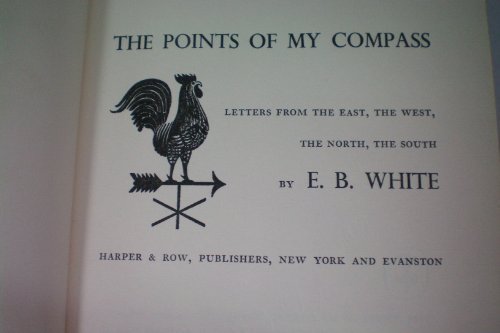 THE POINTS OF MY COMPASS
LETTERS FROM THE EAST, THE WEST,
THE NORTH, THE SOUTH
BY E. B. WHITE
HARPER & ROW, PUBLISHERS, NEW YORK AND EVANSTON